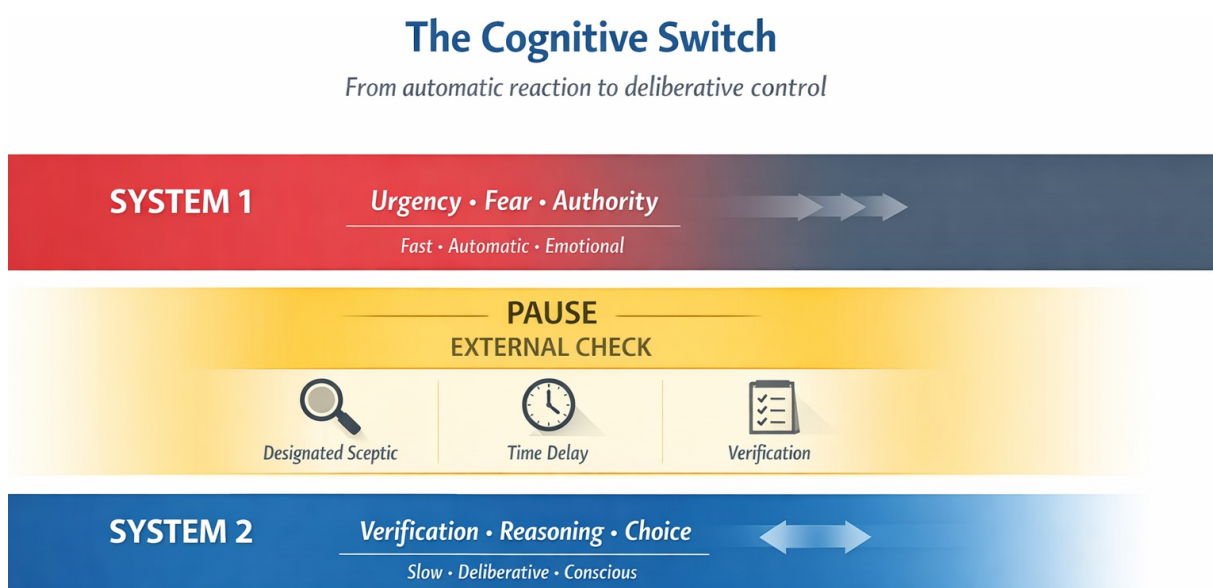 The Cognitive Switch
From automatic reaction to deliberative control
SYSTEM 1
Urgency • Fear • Authority
Fast • Automatic • Emotional
PAUSE
EXTERNAL CHECK
Designated Sceptic
Time Delay
Verification
SYSTEM 2
Verification • Reasoning • Choice
Slow • Deliberative • Conscious